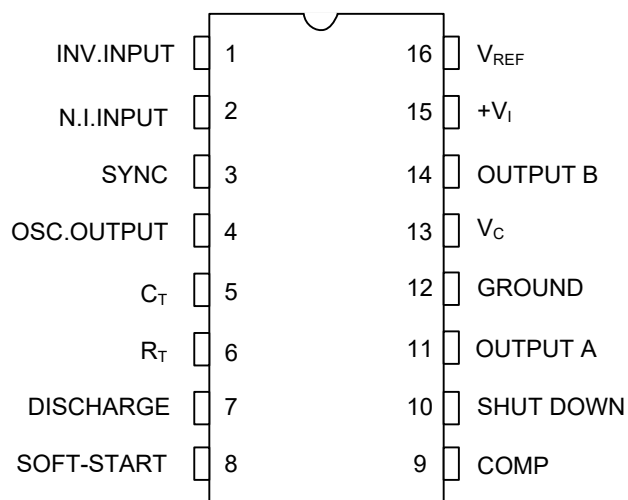 INV.INPUT 1 16 VREF
N.I.INPUT 2 15 +VI
SYNC 3 14 OUTPUT B
OSC.OUTPUT 4 13 VC
CT 5 12 GROUND
RT 6 11 OUTPUT A
DISCHARGE 7 10 SHUT DOWN
SOFT-START 8 9 COMP